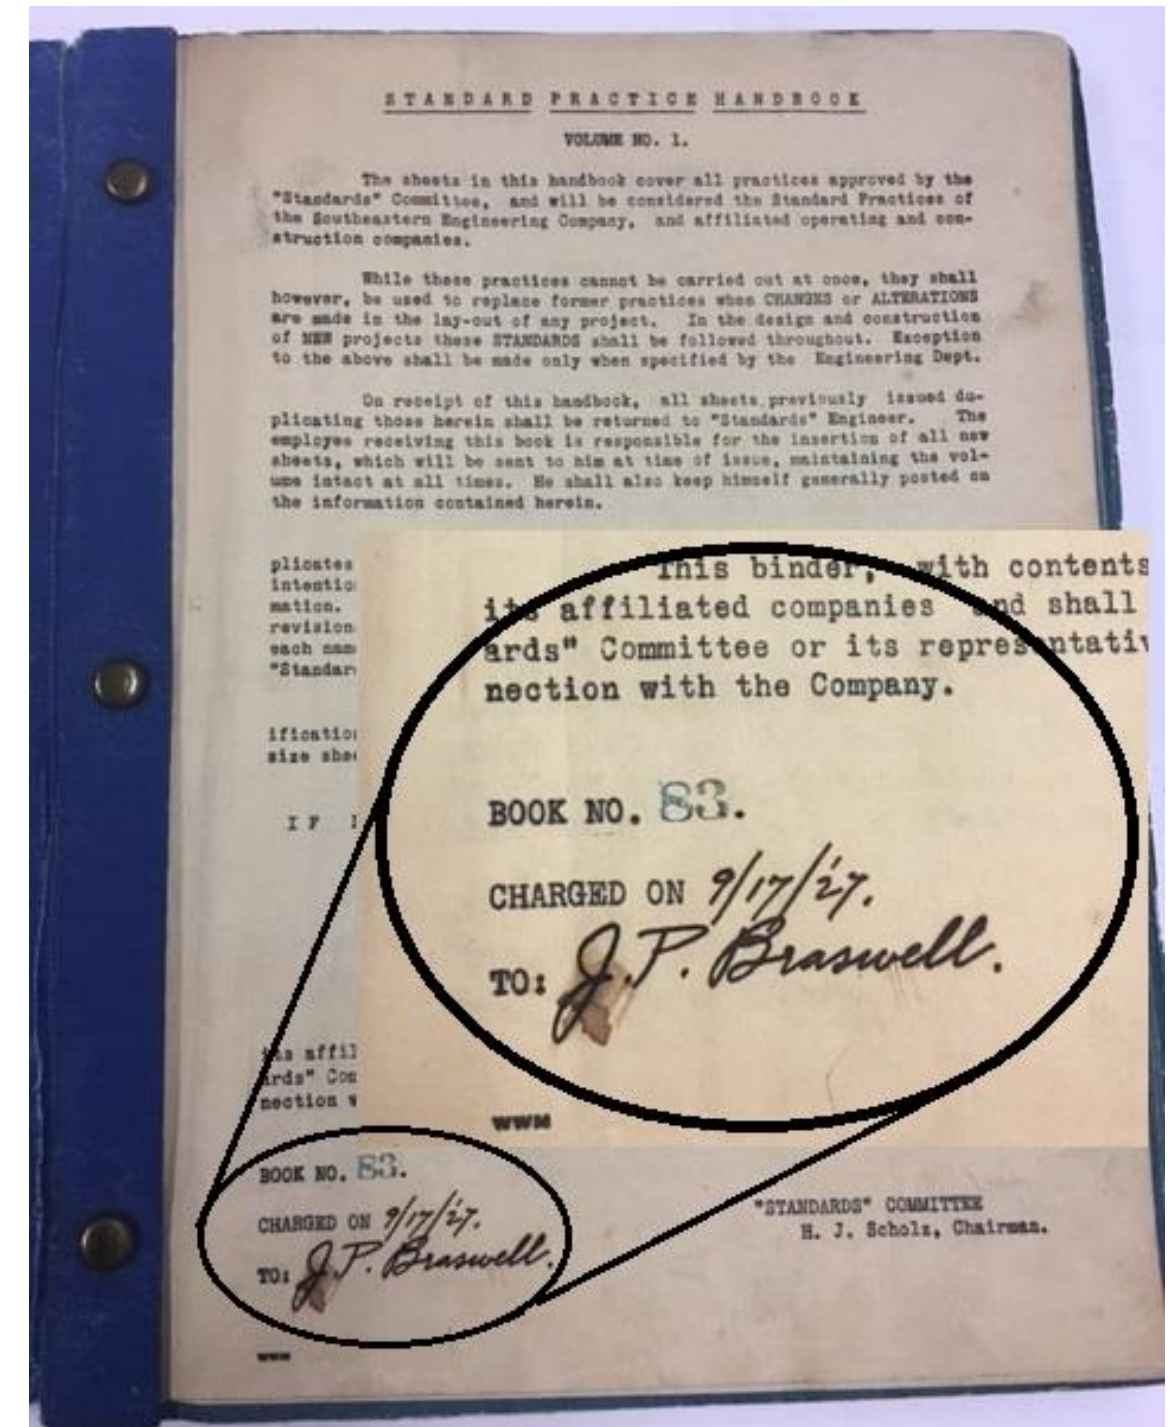 STANDARD PRACTICE HANDBOOK
VOLUME NO. 1.
The sheets in this handbook cover all practices approved by the
"Standards" Committee, and will be considered the Standard Practices of
the Southeastern Engineering Company, and affiliated operating and con-
struction companies.
While these practices cannot be carried out at once, they shall
however, be used to replace former practices when CHANGES or ALTERATIONS
are made in the lay-out of any project. In the design and construction
of NEW projects these STANDARDS shall be followed throughout. Exception
to the above shall be made only when specified by the Engineering Dept.
On receipt of this handbook, all sheets previously issued du-
plicating those herein shall be returned to "Standards" Engineer. The
employee receiving this book is responsible for the insertion of all new
sheets, which will be sent to him at time of issue, maintaining the vol-
ume intact at all times. He shall also keep himself generally posted on
the information contained herein.
plicates
intentio
mation.
revision
each nam
"Standar
ificatio
size shee
IF
its affil
ards" Com
nection w
This binder, with contents
its affiliated companies and shall
ards" Committee or its representativ
nection with the Company.
BOOK NO. 83.
CHARGED ON 9/17/'27.
TO: J.P. Braswell.
WWM
BOOK NO. 83.
CHARGED ON 9/17/'27.
TO: J.P. Braswell.
"STANDARDS" COMMITTEE
H. J. Scholz, Chairman.
WWM